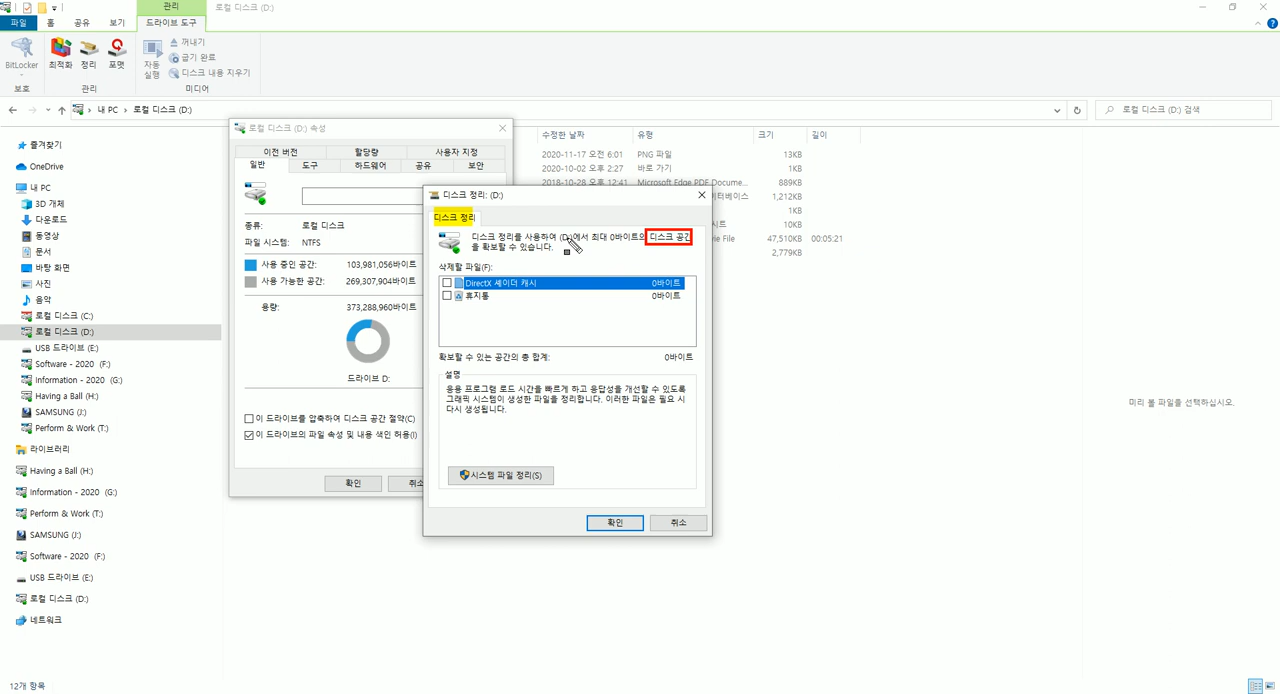 관리
로컬 디스크 (D:)
파일
홈
공유
보기
드라이브 도구
BitLocker
최적화
정리
포맷
자동
실행
꺼내기
굽기 완료
디스크 내용 지우기
보호
관리
미디어
내 PC
로컬 디스크 (D:)
로컬 디스크 (D:) 검색
즐겨찾기
OneDrive
내 PC
3D 개체
다운로드
동영상
문서
바탕 화면
사진
음악
로컬 디스크 (C:)
로컬 디스크 (D:)
USB 드라이브 (E:)
Software - 2020 (F:)
Information - 2020 (G:)
Having a Ball (H:)
SAMSUNG (J:)
Perform & Work (T:)
라이브러리
Having a Ball (H:)
Information - 2020 (G:)
Perform & Work (T:)
SAMSUNG (J:)
Software - 2020 (F:)
USB 드라이브 (E:)
로컬 디스크 (D:)
네트워크
12개 항목
로컬 디스크 (D:) 속성
이전 버전
할당량
사용자 지정
일반
도구
하드웨어
공유
보안
종류:
로컬 디스크
파일 시스템:
NTFS
사용 중인 공간:
103,981,056바이트
사용 가능한 공간:
269,307,904바이트
용량:
373,288,960바이트
드라이브 D:
이 드라이브를 압축하여 디스크 공간 절약(C)
이 드라이브의 파일 속성 및 내용 색인 허용(I)
확인
취소
수정한 날짜
유형
크기
길이
2020-11-17 오전 6:01
PNG 파일
13KB
2020-10-02 오후 2:27
바로 가기
1KB
2018-10-28 오후 12:41
Microsoft Edge PDF Docume...
889KB
1,212KB
1KB
10KB
47,510KB
00:05:21
2,779KB
디스크 정리: (D:)
디스크 정리
디스크 정리를 사용하여 (D:)에서 최대 0바이트의 디스크 공간
을 확보할 수 있습니다.
삭제할 파일(F):
DirectX 셰이더 캐시
0바이트
휴지통
0바이트
확보할 수 있는 공간의 총 합계:
0바이트
설명
응용 프로그램 로드 시간을 빠르게 하고 응답성을 개선할 수 있도록
그래픽 시스템이 생성한 파일을 정리합니다. 이러한 파일은 필요 시
다시 생성됩니다.
시스템 파일 정리(S)
확인
취소
미리 볼 파일을 선택하십시오.